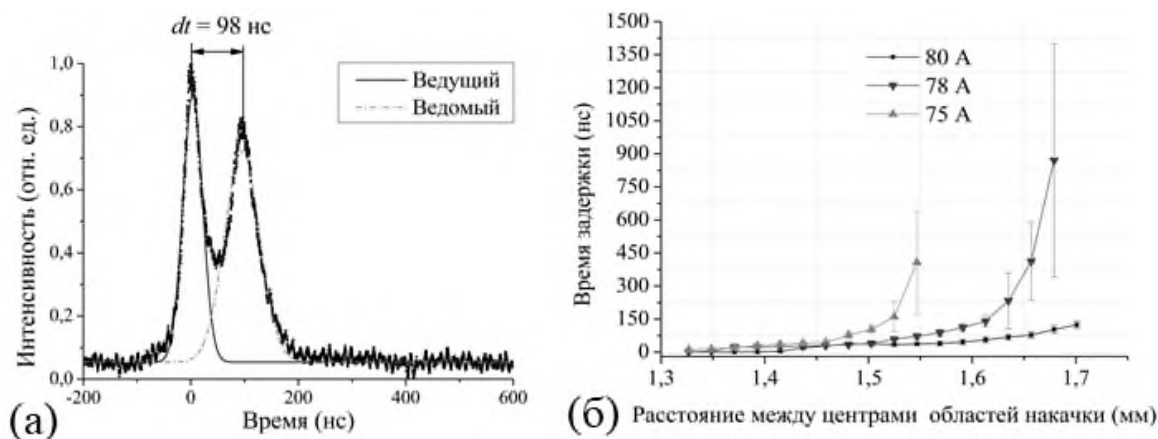 dt = 98 нс
1,0
0,8
0,6
0,4
0,2
0,0
Интенсивность (отн. ед.)
Ведущий
Ведомый
-200
0
200
400
600
Время (нс)
(а)
1500
1350
1200
1050
900
750
600
450
300
150
0
Время задержки (нс)
80 А
78 А
75 А
1,3
1,4
1,5
1,6
1,7
(б)
Расстояние между центрами областей накачки (мм)